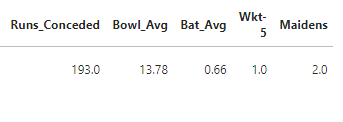 Runs_Conceded Bowl_Avg Bat_Avg Wkt-5 Maidens
193.0 13.78 0.66 1.0 2.0